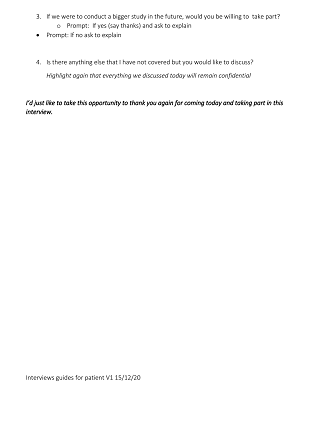 3. If we were to conduct a bigger study in the future, would you be willing to take part?
o Prompt: If yes (say thanks) and ask to explain
• Prompt: If no ask to explain
4. Is there anything else that I have not covered but you would like to discuss?
Highlight again that everything we discussed today will remain confidential
I'd just like to take this opportunity to thank you again for coming today and taking part in this
interview.
Interviews guides for patient V1 15/12/20